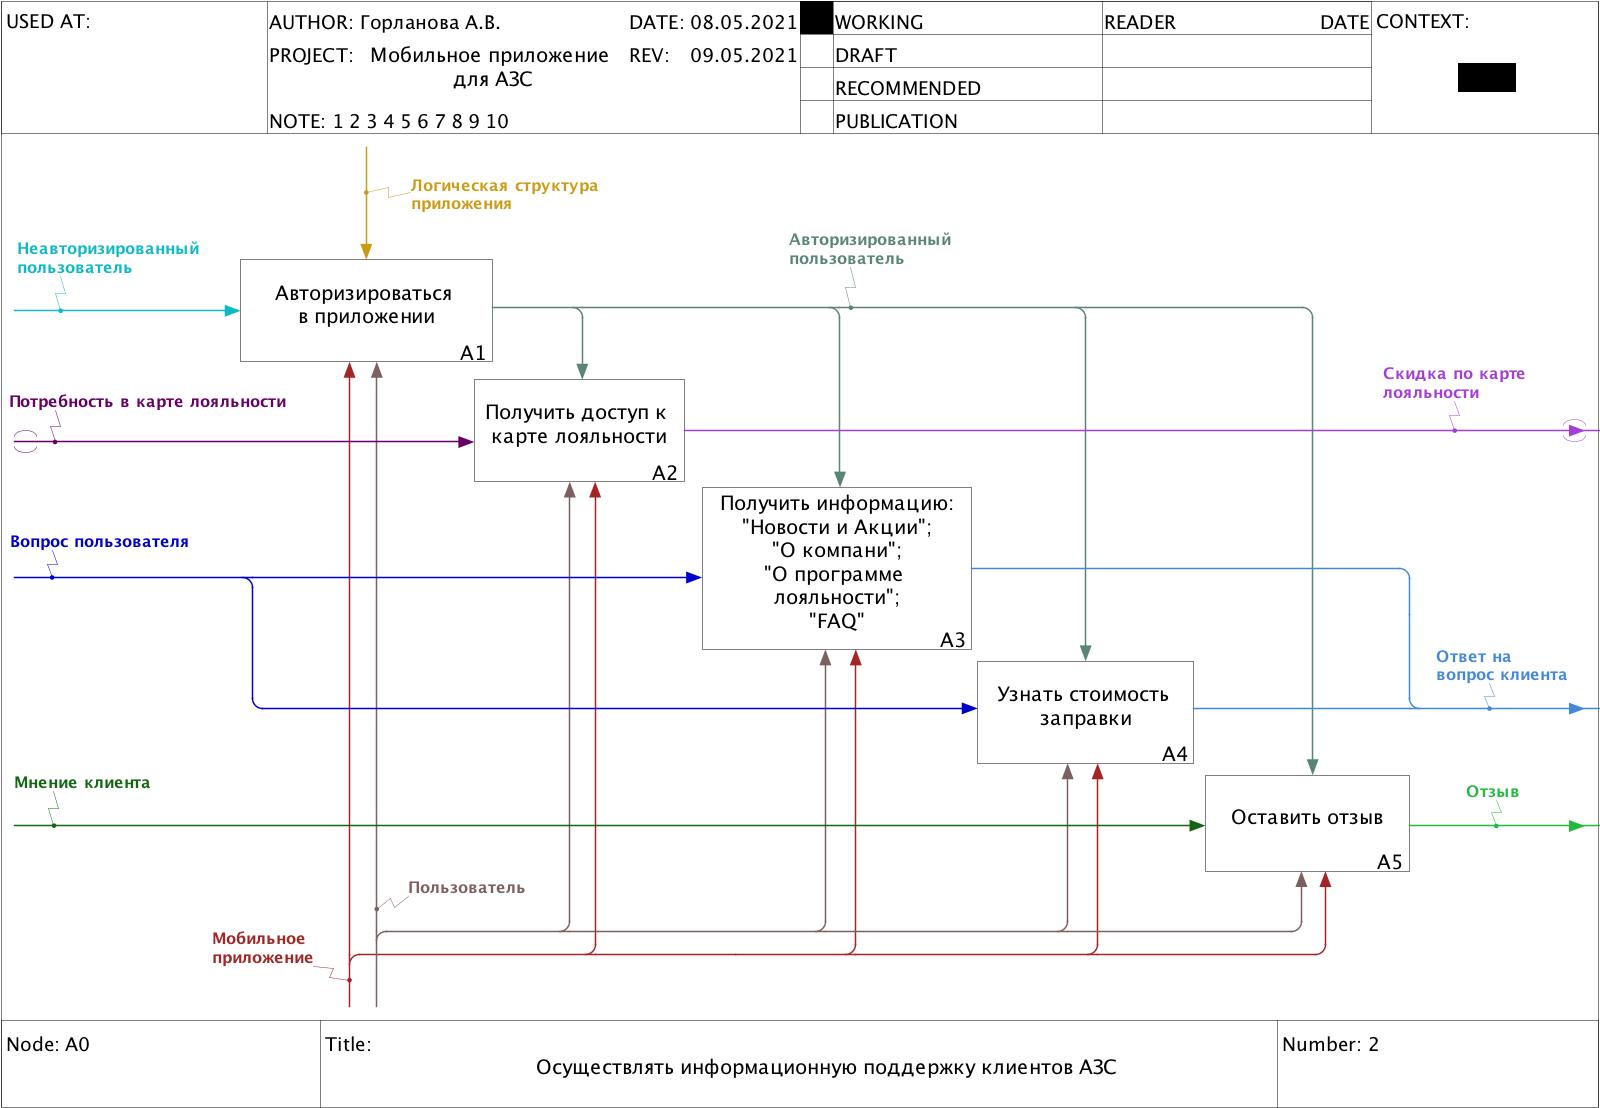 USED AT:
AUTHOR: Горланова А.В.
DATE: 08.05.2021
PROJECT: Мобильное приложение
для АЗС
REV: 09.05.2021
NOTE: 1 2 3 4 5 6 7 8 9 10
WORKING
DRAFT
RECOMMENDED
PUBLICATION
READER
DATE
CONTEXT:
Логическая структура
приложения
Неавторизированный
пользователь
Авторизированный
пользователь
Авторизироваться
в приложении
A1
Потребность в карте лояльности
Получить доступ к
карте лояльности
A2
Скидка по карте
лояльности
Вопрос пользователя
Получить информацию:
"Новости и Акции";
"О компани";
"О программе
лояльности";
"FAQ"
A3
Узнать стоимость
заправки
A4
Ответ на
вопрос клиента
Мнение клиента
Оставить отзыв
A5
Отзыв
Пользователь
Мобильное
приложение
Node: A0
Title:
Осуществлять информационную поддержку клиентов АЗС
Number: 2